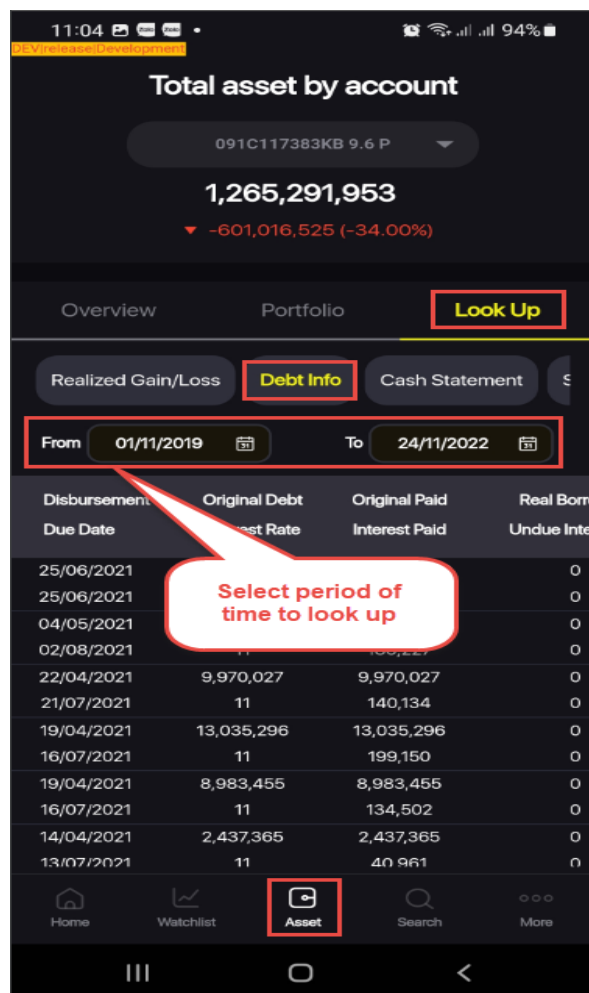 11:04 94%
DEV|release|Development
Total asset by account
091C117383KB 9.6 P
1,265,291,953
-601,016,525 (-34.00%)
Overview Portfolio Look Up
Realized Gain/Loss Debt Info Cash Statement S
From 01/11/2019 To 24/11/2022
Disbursement Original Debt Original Paid Real Borr
Due Date est Rate Interest Paid Undue Inte
Select period of
time to look up
25/06/2021 0
25/06/2021 0
04/05/2021 0
02/08/2021 11 0
22/04/2021 9,970,027 9,970,027 0
21/07/2021 11 140,134 0
19/04/2021 13,035,296 13,035,296 0
16/07/2021 11 199,150 0
19/04/2021 8,983,455 8,983,455 0
16/07/2021 11 134,502 0
14/04/2021 2,437,365 2,437,365 0
13/07/2021 11 40,961 0
Home Watchlist Asset Search More